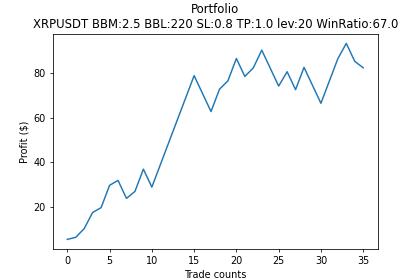 Portfolio
XRPUSDT BBM:2.5 BBL:220 SL:0.8 TP:1.0 lev:20 WinRatio:67.0
80
60
40
20
Profit ($)
0 5 10 15 20 25 30 35
Trade counts